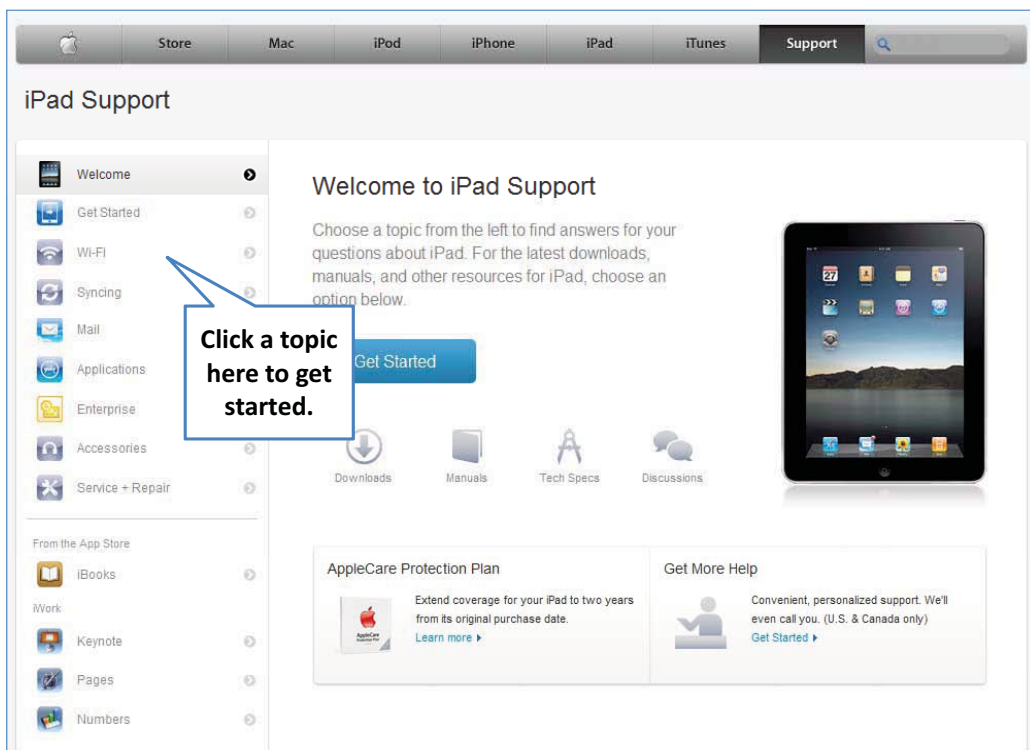 Store Mac iPod iPhone iPad iTunes Support
iPad Support
Welcome
Get Started
Wi-Fi
Syncing
Mail
Applications
Enterprise
Accessories
Service + Repair
From the App Store
iBooks
iWork
Keynote
Pages
Numbers
Welcome to iPad Support
Choose a topic from the left to find answers for your
questions about iPad. For the latest downloads,
manuals, and other resources for iPad, choose an
option below.
Click a topic
here to get
started.
Get Started
Downloads Manuals Tech Specs Discussions
27
AppleCare Protection Plan
Extend coverage for your iPad to two years
from its original purchase date.
Learn more
AppleCare
Protection Plan
Get More Help
Convenient, personalized support. We'll
even call you. (U.S. & Canada only)
Get Started